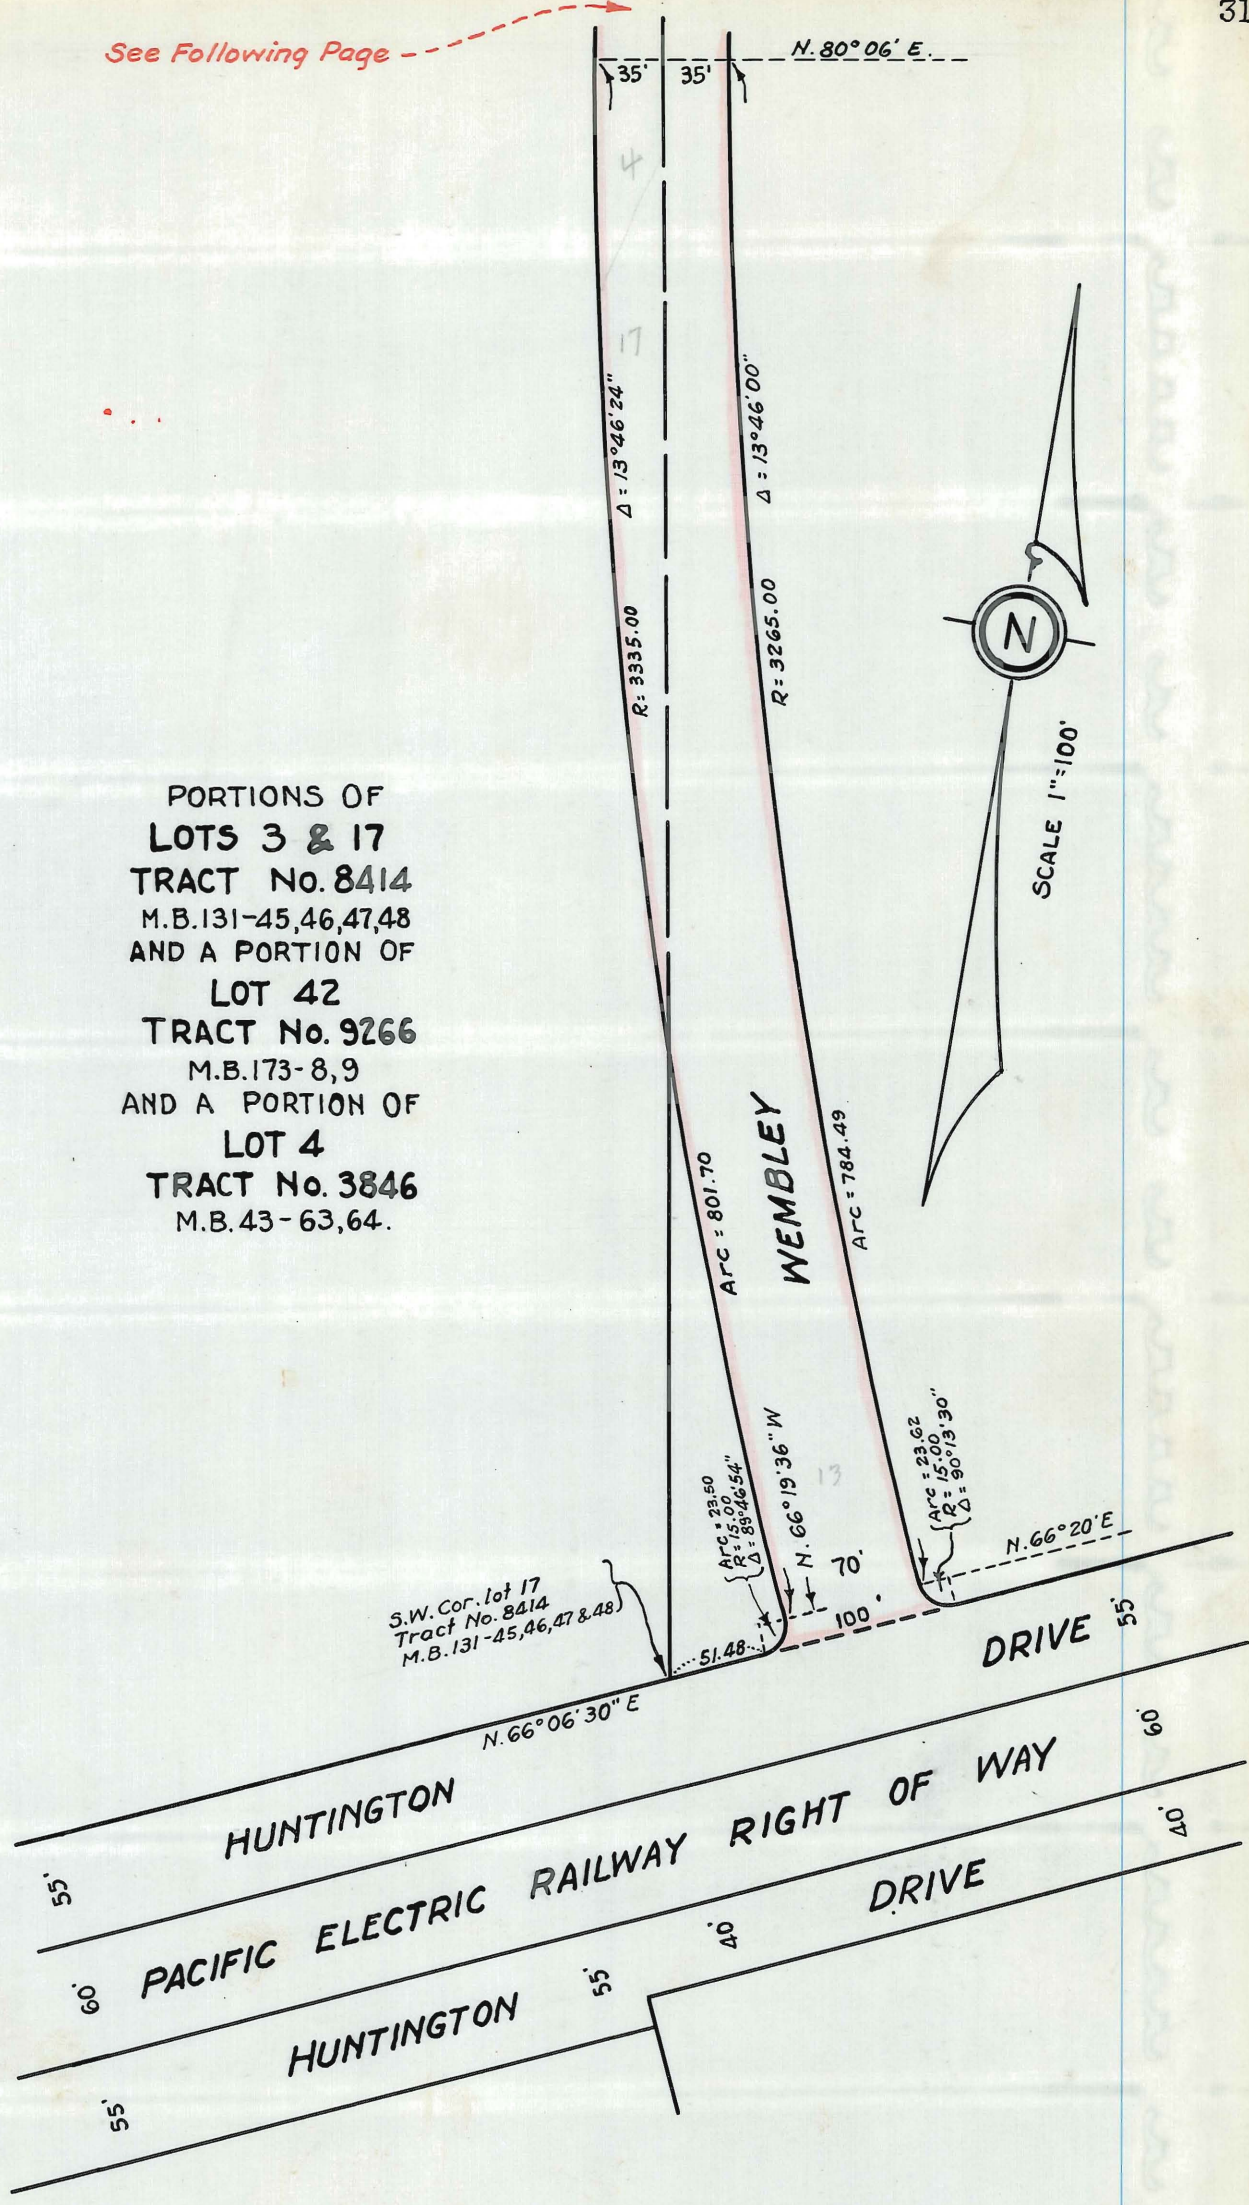 31
See Following Page
N. 80° 06' E.
35' 35'
4
17
Δ = 13° 46' 24"
Δ = 13° 46' 00"
R = 3335.00
R = 3265.00
N
SCALE 1"=100'
PORTIONS OF
LOTS 3 & 17
TRACT No. 8414
M.B.131-45,46,47,48
AND A PORTION OF
LOT 42
TRACT No. 9266
M.B.173-8,9
AND A PORTION OF
LOT 4
TRACT No. 3846
M.B.43-63,64.
Arc = 801.70
WEMBLEY
Arc = 784.49
Arc = 23.50
R = 15.00
Δ = 89° 46' 54"
N. 66° 19' 36" W
13
Arc = 23.62
R = 15.00
Δ = 90° 13' 30"
N. 66° 20' E
70'
100'
S.W. Cor. lot 17
Tract No. 8414
M.B. 131-45,46,47 & 48
51.48
N. 66° 06' 30" E
HUNTINGTON DRIVE
55'
55'
PACIFIC ELECTRIC RAILWAY RIGHT OF WAY
60'
60'
HUNTINGTON DRIVE
55'
40'
40'
55'